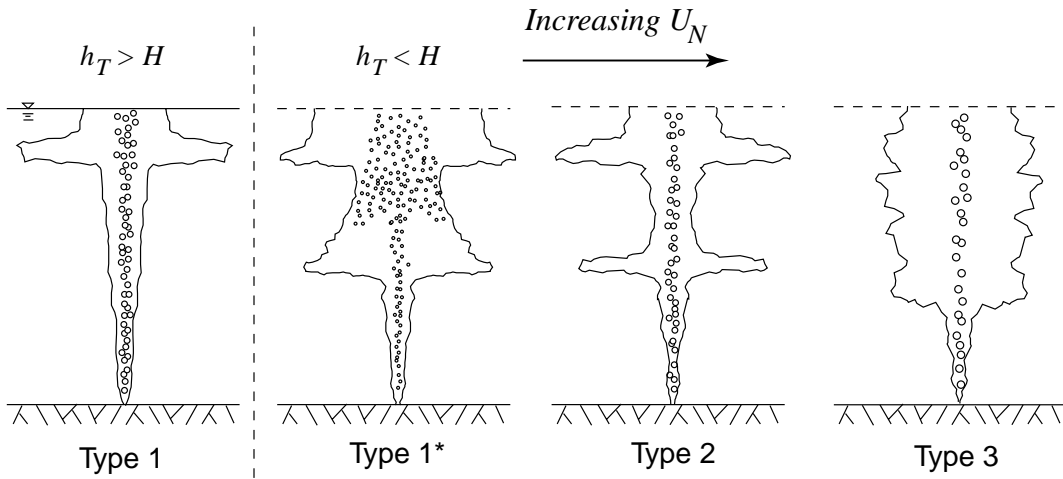 Increasing U_N
h_T > H
h_T < H
Type 1
Type 1*
Type 2
Type 3